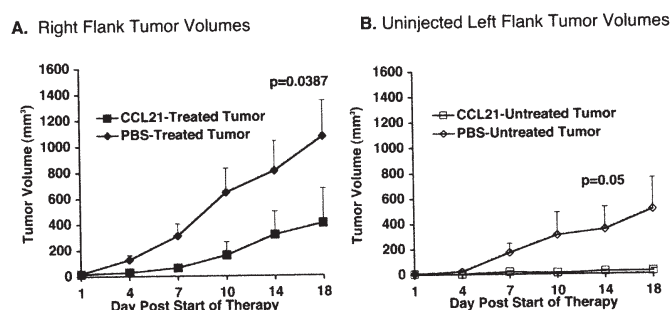 A. Right Flank Tumor Volumes
1600
1400
1200
1000
800
600
400
200
0
Tumor Volume (mm³)
p=0.0387
CCL21-Treated Tumor
PBS-Treated Tumor
1 4 7 10 14 18
Day Post Start of Therapy
B. Uninjected Left Flank Tumor Volumes
1600
1400
1200
1000
800
600
400
200
0
Tumor Volume (mm³)
CCL21-Untreated Tumor
PBS-Untreated Tumor
p=0.05
1 4 7 10 14 18
Day Post Start of Therapy